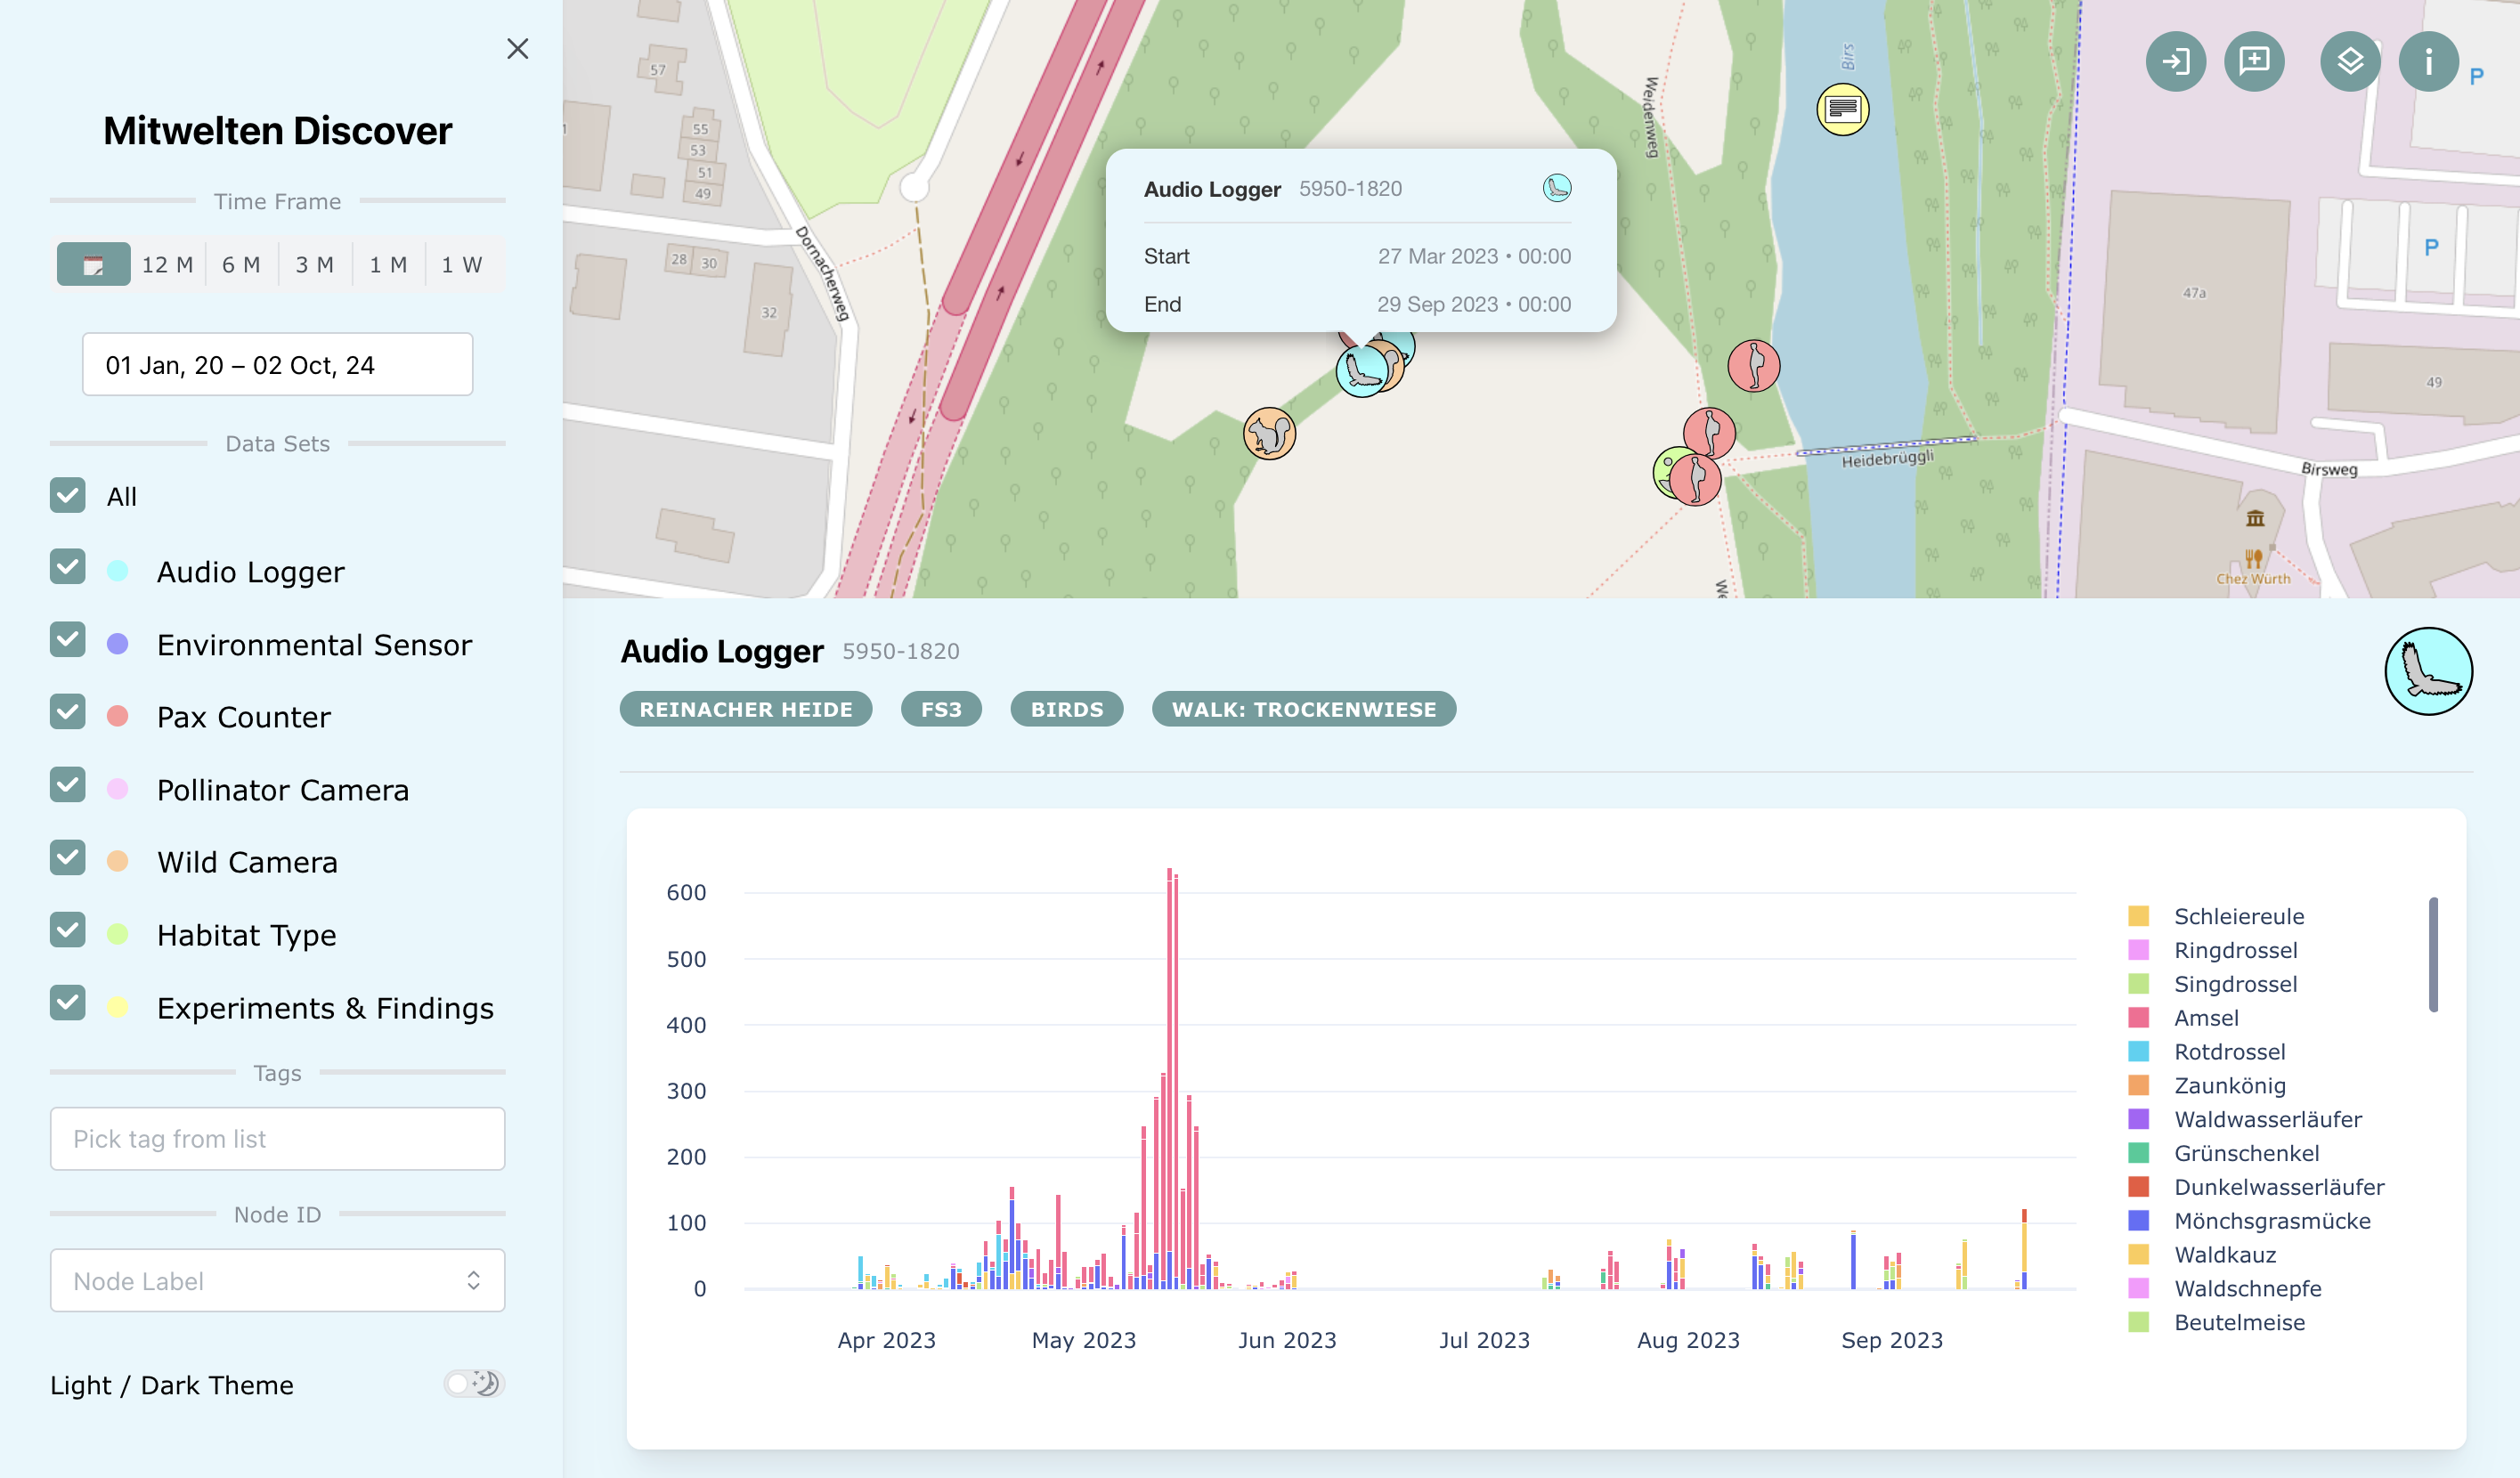 Mitwelten Discover
Time Frame
12 M 6 M 3 M 1 M 1 W
01 Jan, 20 – 02 Oct, 24
Data Sets
All
Audio Logger
Environmental Sensor
Pax Counter
Pollinator Camera
Wild Camera
Habitat Type
Experiments & Findings
Tags
Pick tag from list
Node ID
Node Label
Light / Dark Theme
57
55
53
51
49
28
30
32
Dornacherweg
Weidenweg
Birs
P
P
47a
49
Heidebrüggli
Birsweg
Chez Würth
We
Audio Logger 5950-1820
Start 27 Mar 2023 • 00:00
End 29 Sep 2023 • 00:00
Audio Logger 5950-1820
REINACHER HEIDE FS3 BIRDS WALK: TROCKENWIESE
600
500
400
300
200
100
0
Apr 2023 May 2023 Jun 2023 Jul 2023 Aug 2023 Sep 2023
Schleiereule
Ringdrossel
Singdrossel
Amsel
Rotdrossel
Zaunkönig
Waldwasserläufer
Grünschenkel
Dunkelwasserläufer
Mönchsgrasmücke
Waldkauz
Waldschnepfe
Beutelmeise